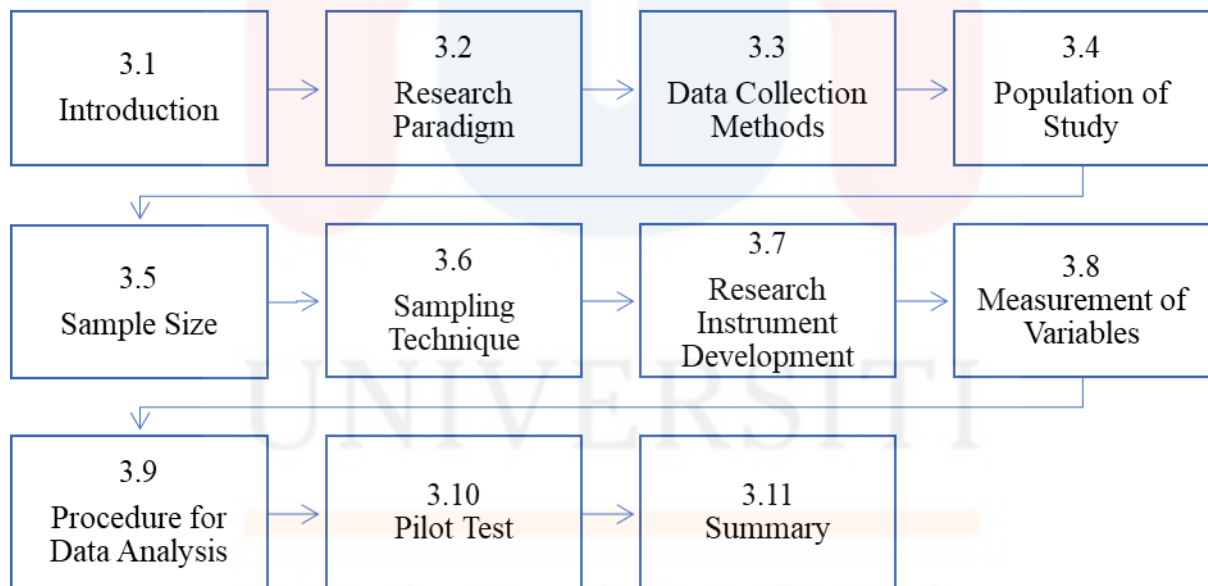 3.1
Introduction
3.2
Research
Paradigm
3.3
Data Collection
Methods
3.4
Population of
Study
3.5
Sample Size
3.6
Sampling
Technique
3.7
Research
Instrument
Development
3.8
Measurement of
Variables
UNIVERSITI
3.9
Procedure for
Data Analysis
3.10
Pilot Test
3.11
Summary